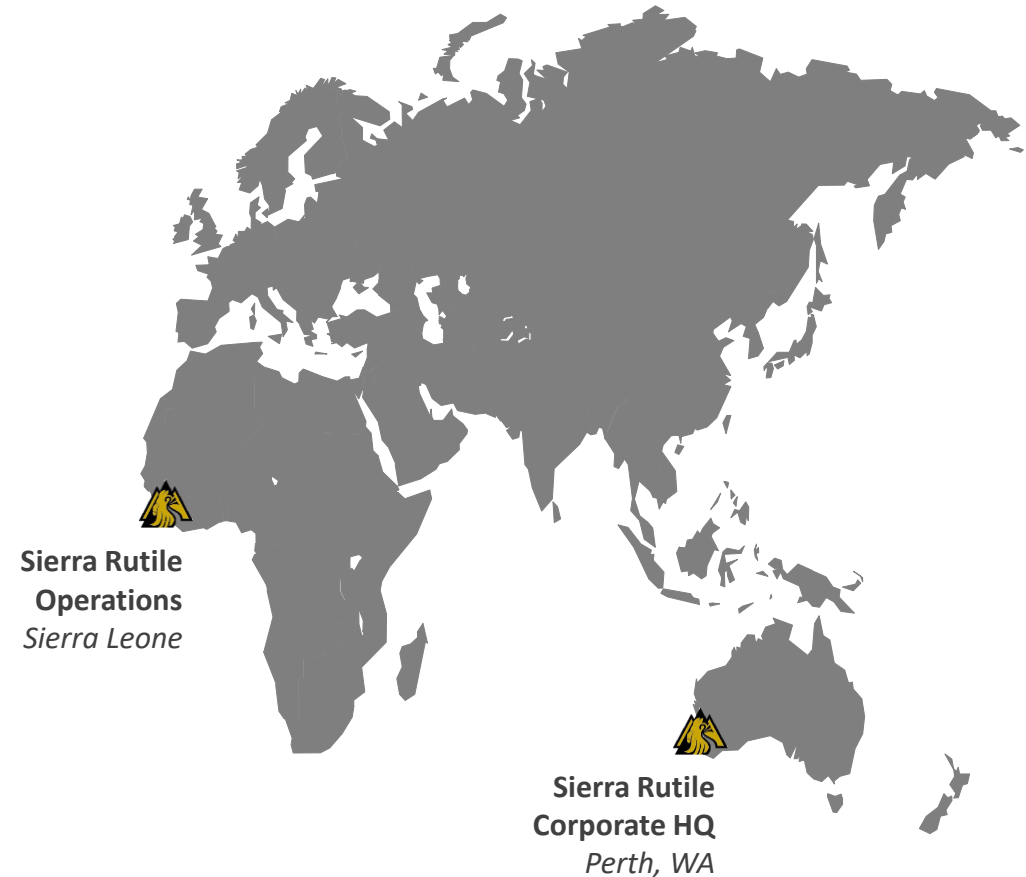 Sierra Rutile
Operations
Sierra Leone
Sierra Rutile
Corporate HQ
Perth, WA